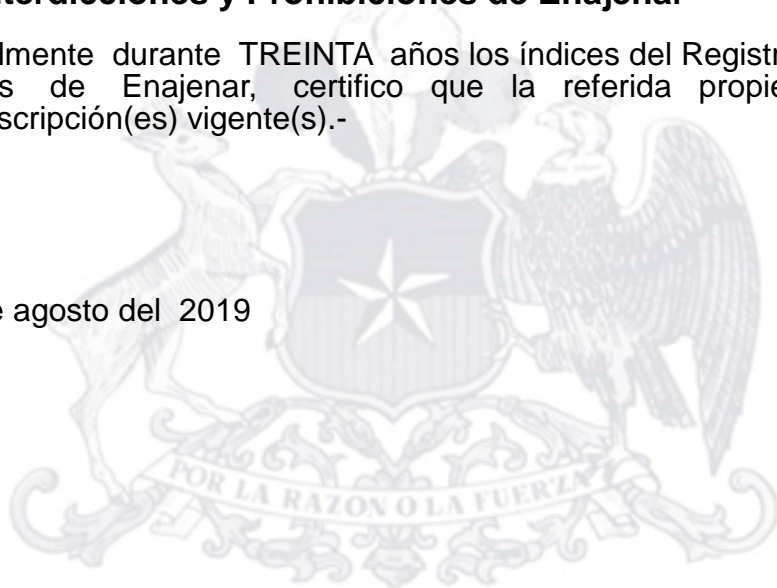 y Prohibiciones de Enajenar
lmente durante TREINTA años los índices del Registr
s de Enajenar, certifico que la referida propie
scripción(es) vigente(s).-
e agosto del 2019
POR LA RAZON O LA FUERZA